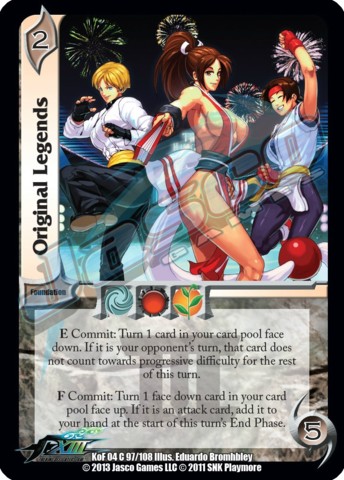 2
Original Legends
Foundation
E Commit: Turn 1 card in your card pool face
down. If it is your opponent's turn, that card does
not count towards progressive difficulty for the rest
of this turn.
F Commit: Turn 1 face down card in your card
pool face up. If it is an attack card, add it to
your hand at the start of this turn's End Phase.
5
XIII
KoF 04 C 97/108 Illus. Eduardo Bromhbley
© 2013 Jasco Games LLC © 2011 SNK Playmore